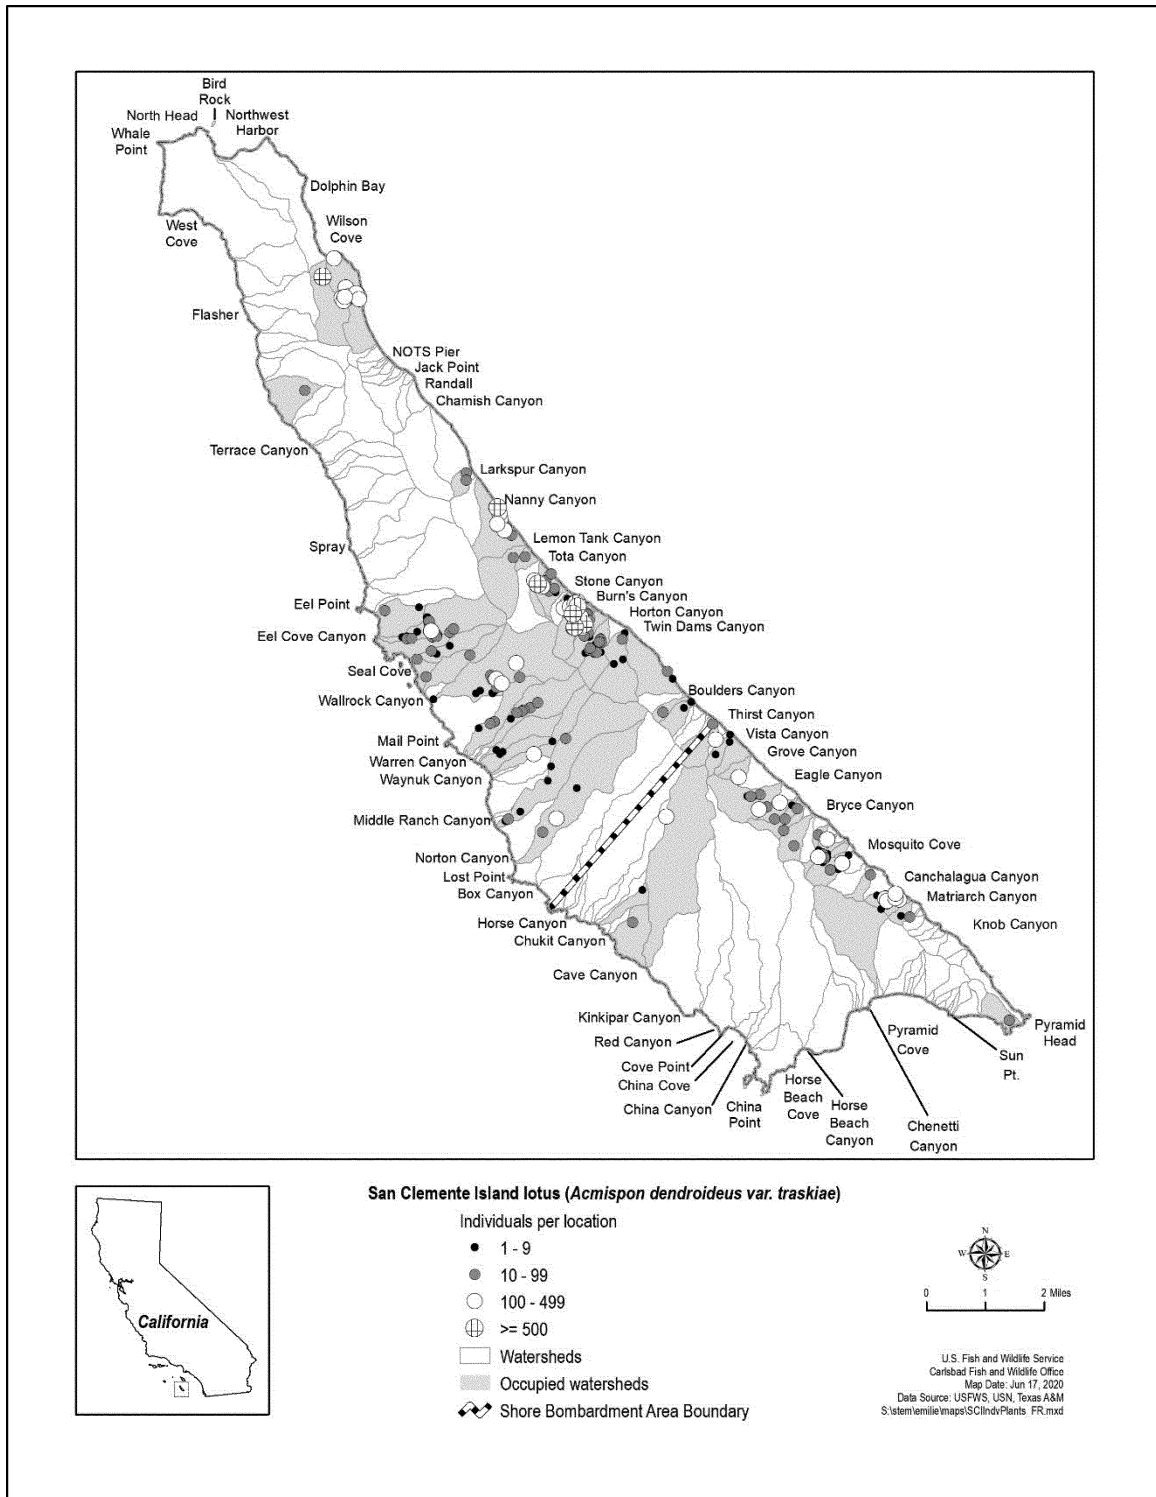 Bird
Rock
North Head
Northwest
Harbor
Whale
Point
Dolphin Bay
West
Cove
Wilson
Cove
Flasher
NOTS Pier
Jack Point
Randall
Chamish Canyon
Terrace Canyon
Larkspur Canyon
Nanny Canyon
Lemon Tank Canyon
Spray
Tota Canyon
Stone Canyon
Burn's Canyon
Eel Point
Horton Canyon
Twin Dams Canyon
Eel Cove Canyon
Seal Cove
Wallrock Canyon
Boulders Canyon
Thirst Canyon
Mail Point
Vista Canyon
Grove Canyon
Warren Canyon
Waynuk Canyon
Eagle Canyon
Bryce Canyon
Middle Ranch Canyon
Mosquito Cove
Norton Canyon
Lost Point
Canchalagua Canyon
Box Canyon
Matriarch Canyon
Horse Canyon
Knob Canyon
Chukit Canyon
Cave Canyon
Kinkipar Canyon
Red Canyon
Cove Point
China Cove
China Canyon
China
Point
Horse
Beach
Cove
Horse
Beach
Canyon
Pyramid
Cove
Chenetti
Canyon
Sun
Pt.
Pyramid
Head
San Clemente Island lotus (Acmispon dendroideus var. traskiae)
Individuals per location
1 - 9
10 - 99
100 - 499
>= 500
Watersheds
Occupied watersheds
Shore Bombardment Area Boundary
California
N
W E
S
0 1 2 Miles
U.S. Fish and Wildlife Service
Carlsbad Fish and Wildlife Office
Map Date: Jun 17, 2020
Data Source: USFWS, USN, Texas A&M
S:\stem\emilie\maps\SCIIndvPlants FR.mxd